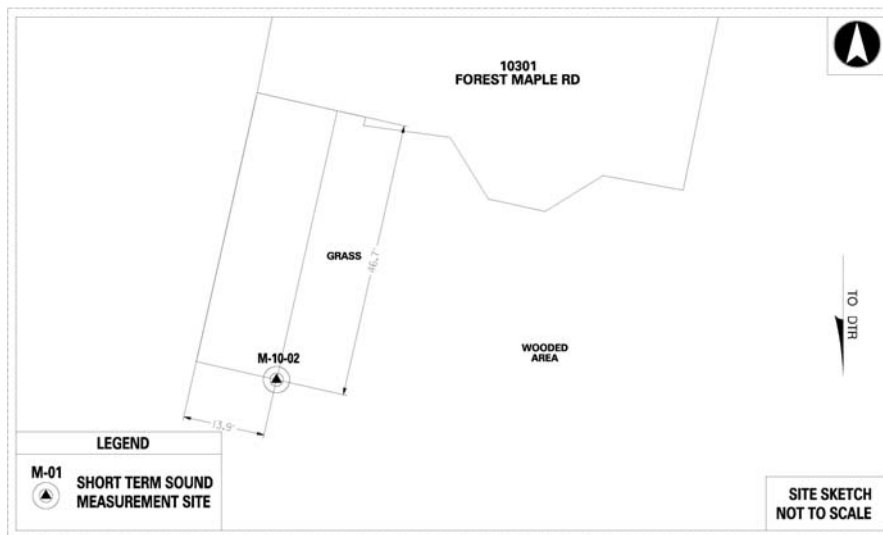 10301
FOREST MAPLE RD
GRASS
46.7'
TO DTR
WOODED
AREA
M-10-02
13.9'
LEGEND
M-01
SHORT TERM SOUND
MEASUREMENT SITE
SITE SKETCH
NOT TO SCALE